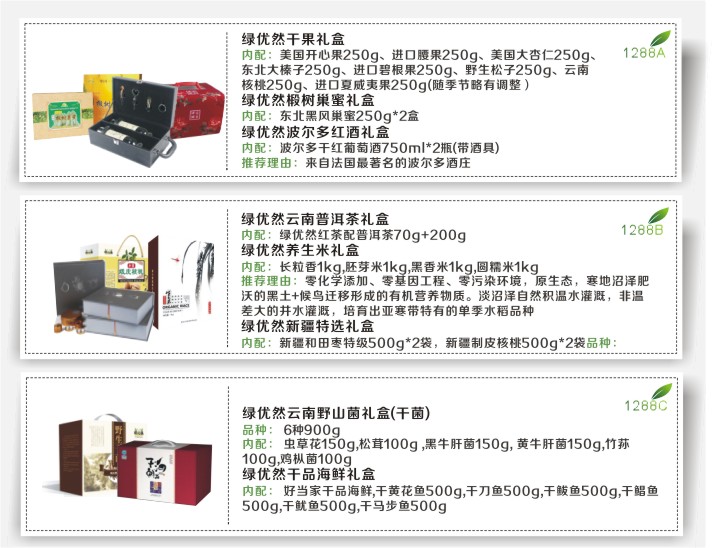 绿优然干果礼盒
1288A
内配：美国开心果250g、进口腰果250g、美国大杏仁250g、
东北大榛子250g、进口碧根果250g、野生松子250g、云南
核桃250g、进口夏威夷果250g(随季节略有调整 )
绿优然椴树巢蜜礼盒
内配：东北黑风巢蜜250g*2盒
绿优然波尔多红酒礼盒
内配：波尔多干红葡萄酒750ml*2瓶(带酒具)
推荐理由：来自法国最著名的波尔多酒庄
绿优然云南普洱茶礼盒
1288B
内配：绿优然红茶配普洱茶70g+200g
绿优然养生米礼盒
内配：长粒香1kg,胚芽米1kg,黑香米1kg,圆糯米1kg
推荐理由：零化学添加、零基因工程、零污染环境，原生态，寒地沼泽肥
沃的黑土+候鸟迁移形成的有机营养物质。淡沼泽自然积温水灌溉，非温
差大的井水灌溉，培育出亚寒带特有的单季水稻品种
绿优然新疆特选礼盒
内配：新疆和田枣特级500g*2袋，新疆制皮核桃500g*2袋品种：
ORGANIC RICE
1288C
绿优然云南野山菌礼盒(干菌)
品种： 6种900g
内配： 虫草花150g,松茸100g ,黑牛肝菌150g, 黄牛肝菌150g,竹荪
100g,鸡枞菌100g
绿优然干品海鲜礼盒
内配： 好当家干品海鲜,干黄花鱼500g,干刀鱼500g,干鲅鱼500g,干鲳鱼
500g,干鱿鱼500g,干马步鱼500g